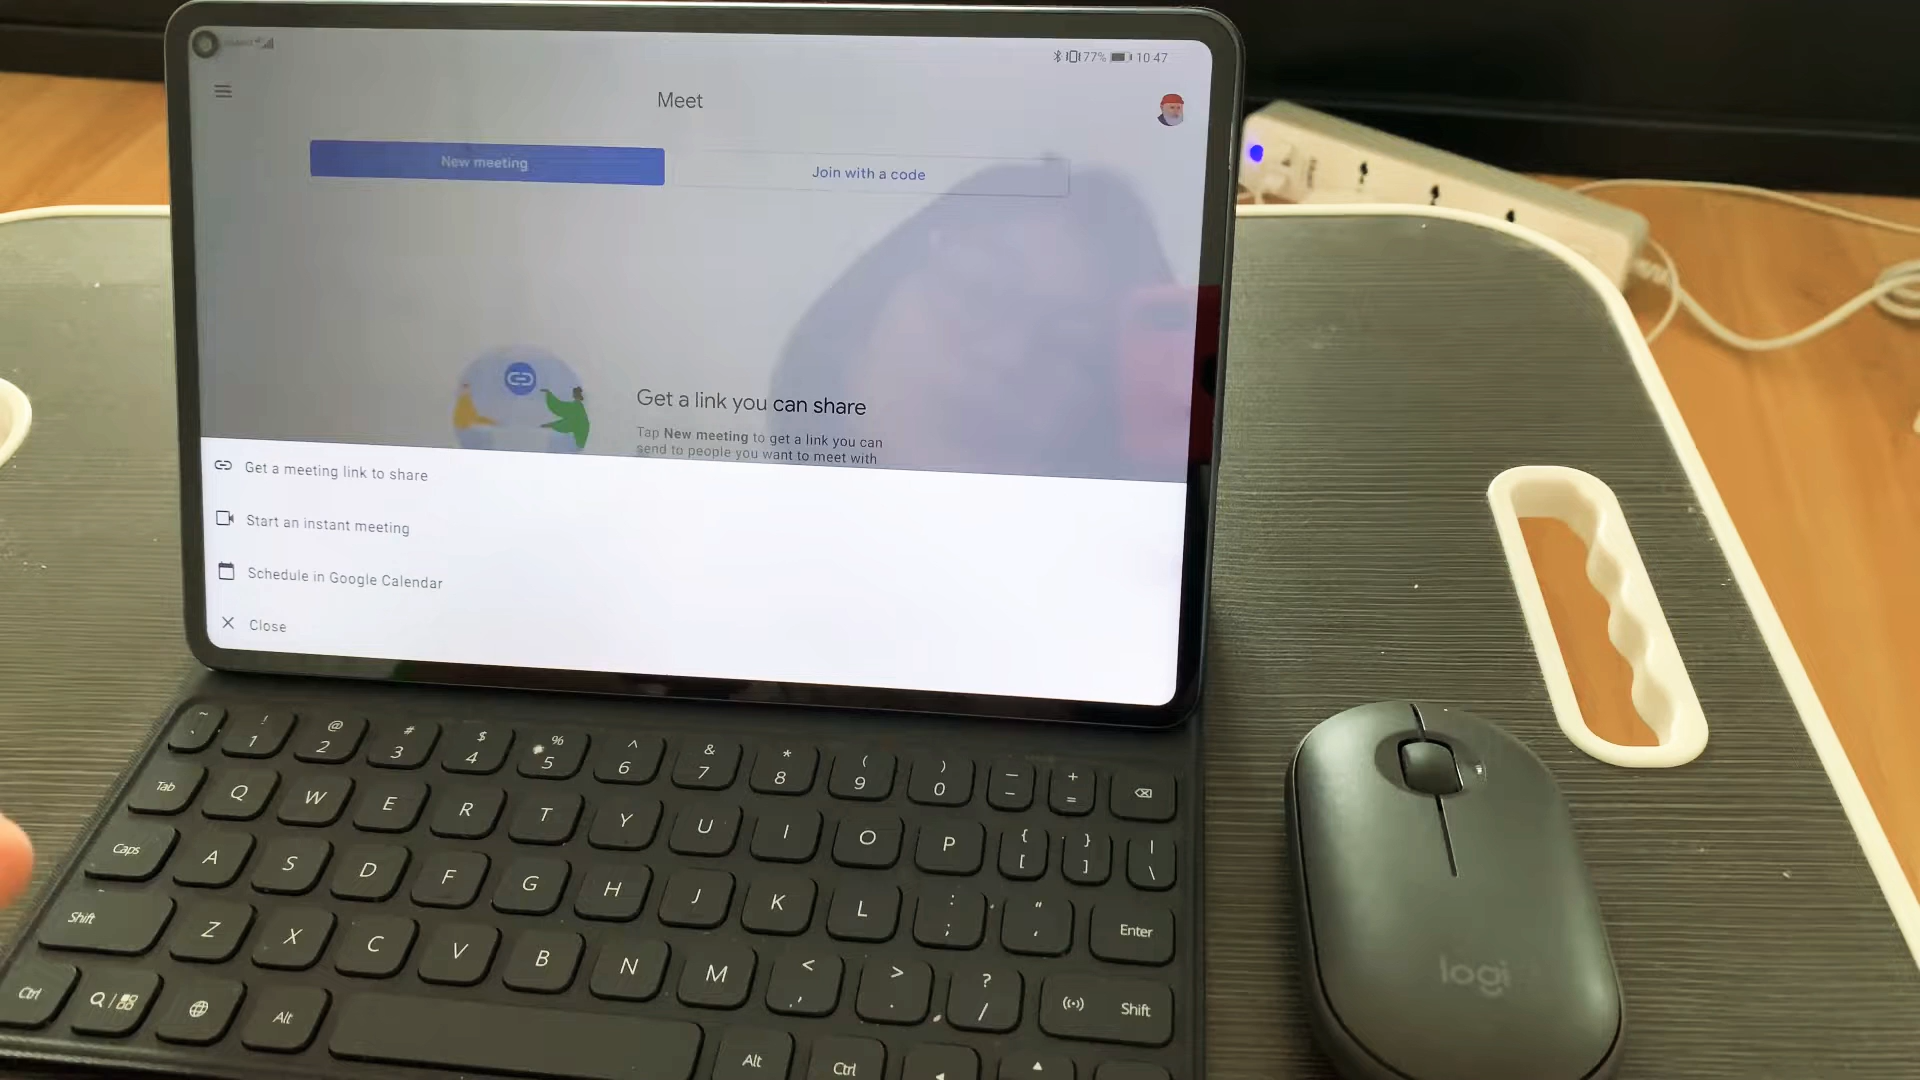 77% 10:47
Meet
New meeting
Join with a code
Get a link you can share
Tap New meeting to get a link you can
send to people you want to meet with
Get a meeting link to share
Start an instant meeting
Schedule in Google Calendar
Close
~ ! @ # $ % ^ & * ( ) _ +
` 1 2 3 4 5 6 7 8 9 0 - =
Tab Q W E R T Y U I O P { [ } ] | \
Caps A S D F G H J K L : ; " ' Enter
Shift Z X C V B N M < , > . ? / Shift
Ctrl Alt Alt Ctrl
logi